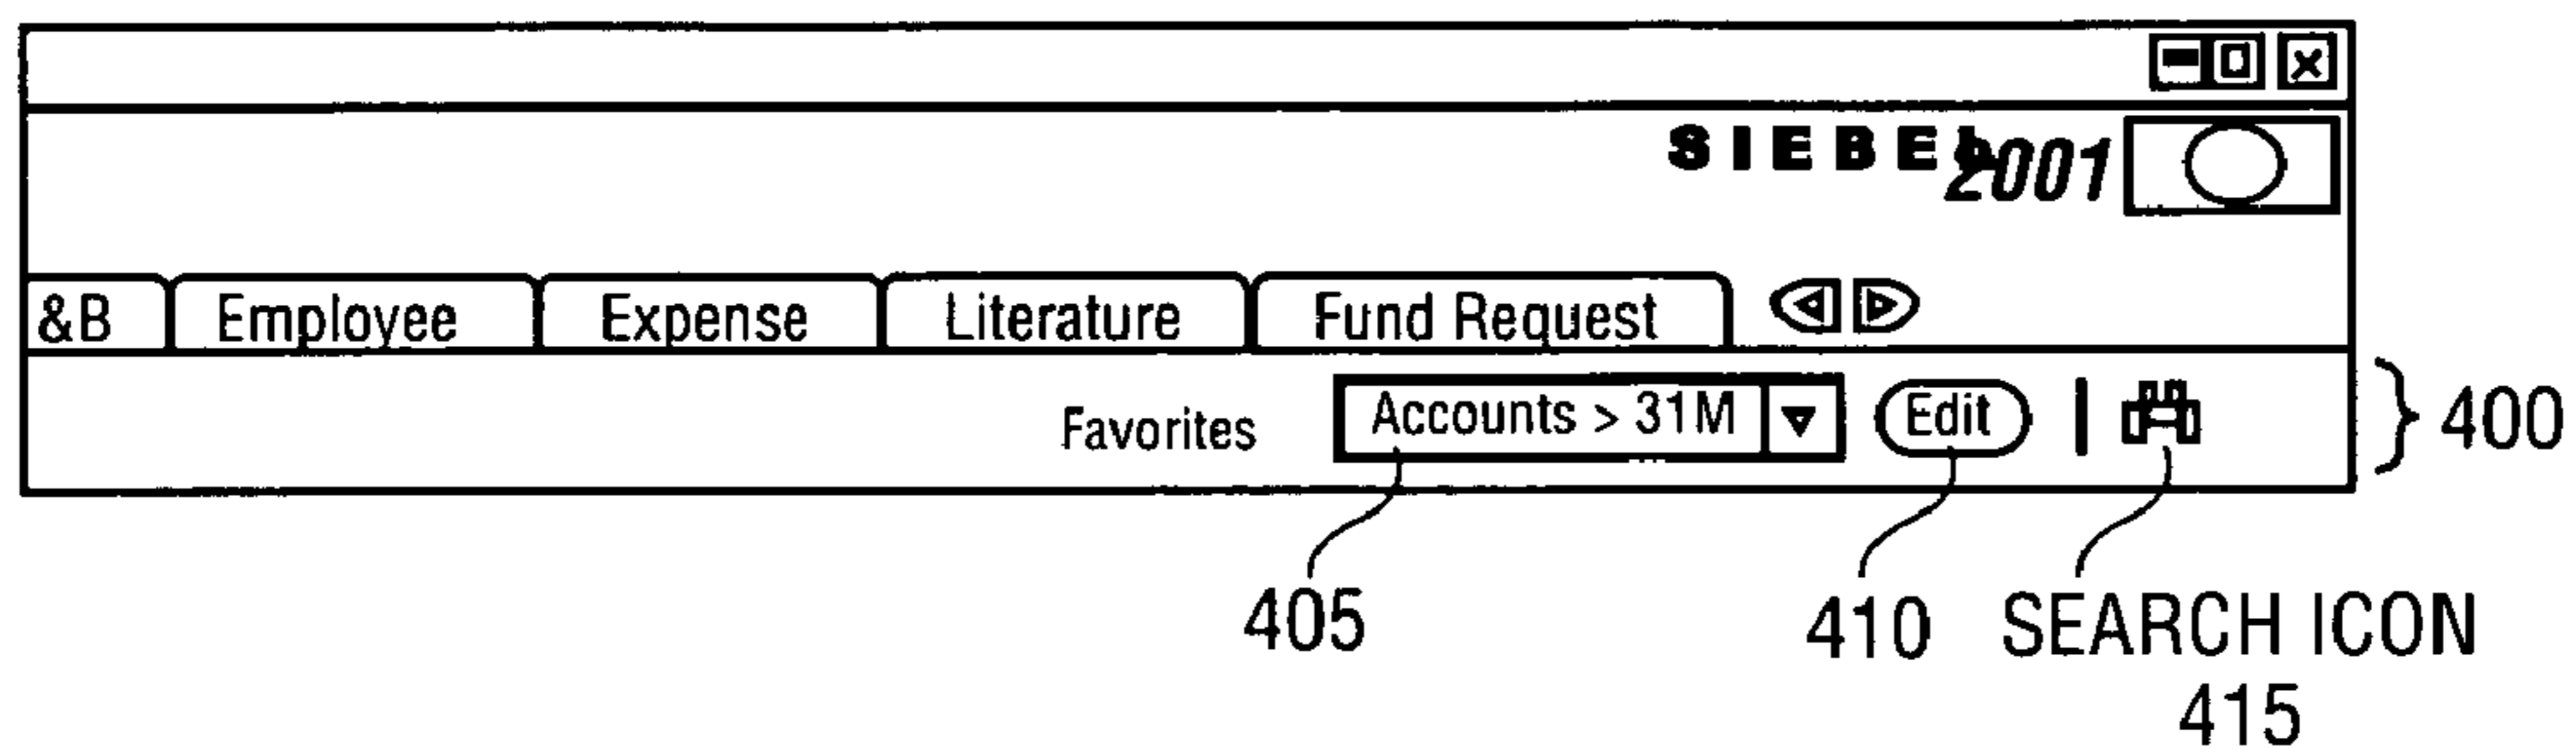 SIEBEL 2001
&B Employee Expense Literature Fund Request
Favorites Accounts > 31M Edit 400
405 410 SEARCH ICON
415